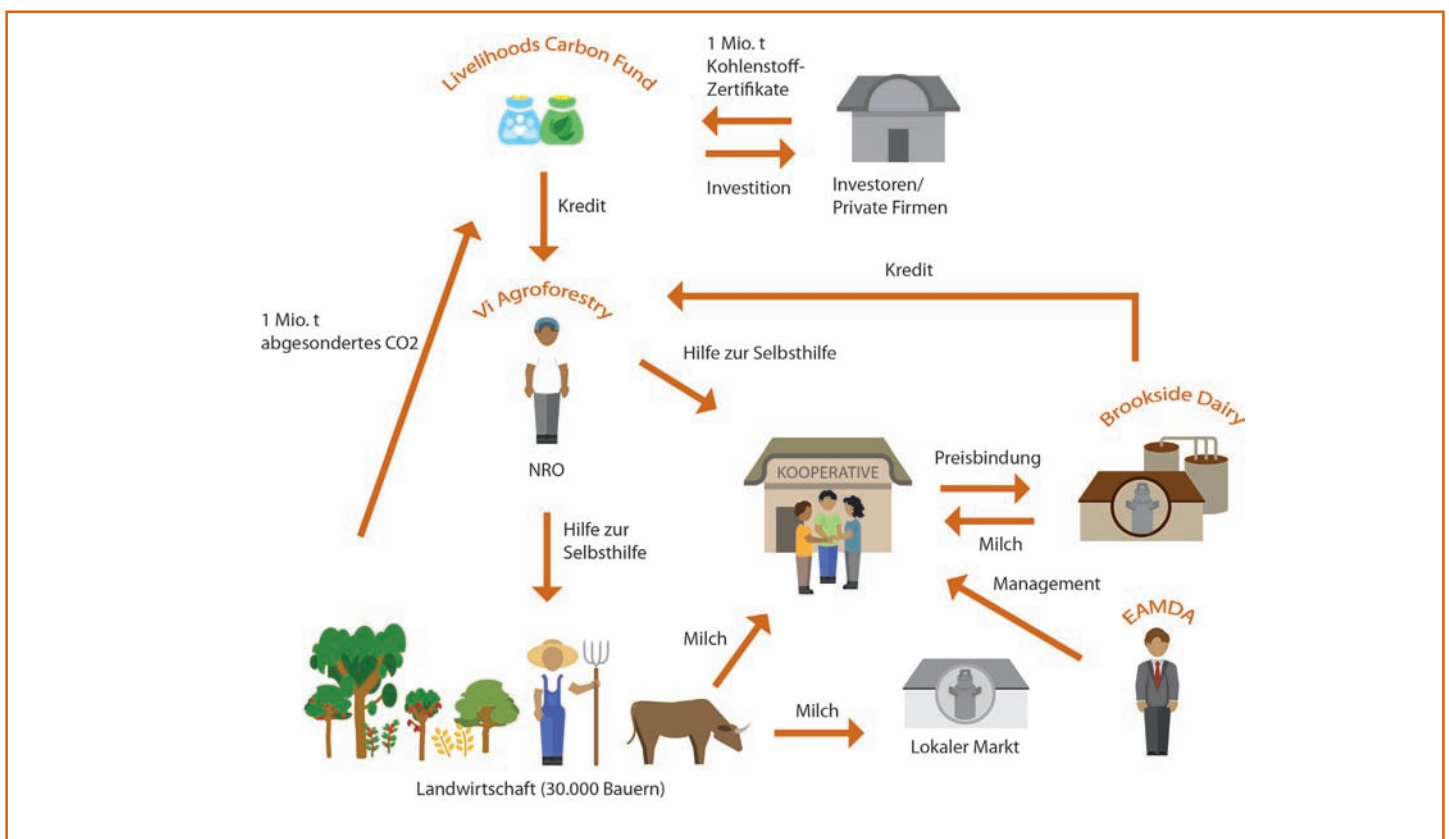 Livelihoods Carbon Fund
1 Mio. t
Kohlenstoff-
Zertifikate
Investition
Investoren/
Private Firmen
Kredit
Kredit
Vi Agroforestry
1 Mio. t
abgesondertes CO2
Hilfe zur Selbsthilfe
NRO
Brookside Dairy
KOOPERATIVE
Preisbindung
Milch
Hilfe zur
Selbsthilfe
Management
EAMDA
Milch
Milch
Lokaler Markt
Landwirtschaft (30.000 Bauern)